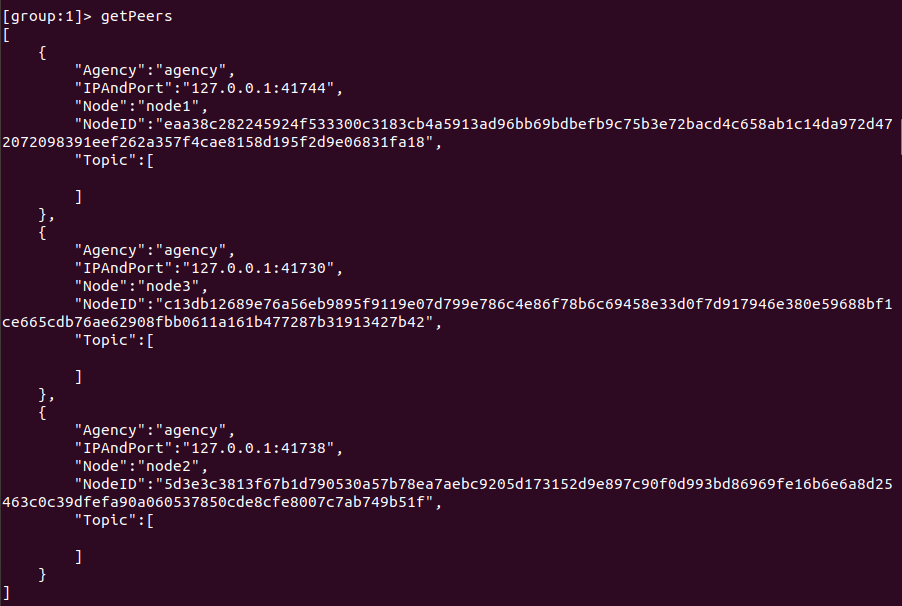 [group:1]> getPeers
[
    {
        "Agency":"agency",
        "IPAndPort":"127.0.0.1:41744",
        "Node":"node1",
        "NodeID":"eaa38c282245924f533300c3183cb4a5913ad96bb69bdbefb9c75b3e72bacd4c658ab1c14da972d47
2072098391eef262a357f4cae8158d195f2d9e06831fa18",
        "Topic":[

        ]
    },
    {
        "Agency":"agency",
        "IPAndPort":"127.0.0.1:41730",
        "Node":"node3",
        "NodeID":"c13db12689e76a56eb9895f9119e07d799e786c4e86f78b6c69458e33d0f7d917946e380e59688bf1
ce665cdb76ae62908fbb0611a161b477287b31913427b42",
        "Topic":[

        ]
    },
    {
        "Agency":"agency",
        "IPAndPort":"127.0.0.1:41738",
        "Node":"node2",
        "NodeID":"5d3e3c3813f67b1d790530a57b78ea7aebc9205d173152d9e897c90f0d993bd86969fe16b6e6a8d25
463c0c39dfefa90a060537850cde8cfe8007c7ab749b51f",
        "Topic":[

        ]
    }
]